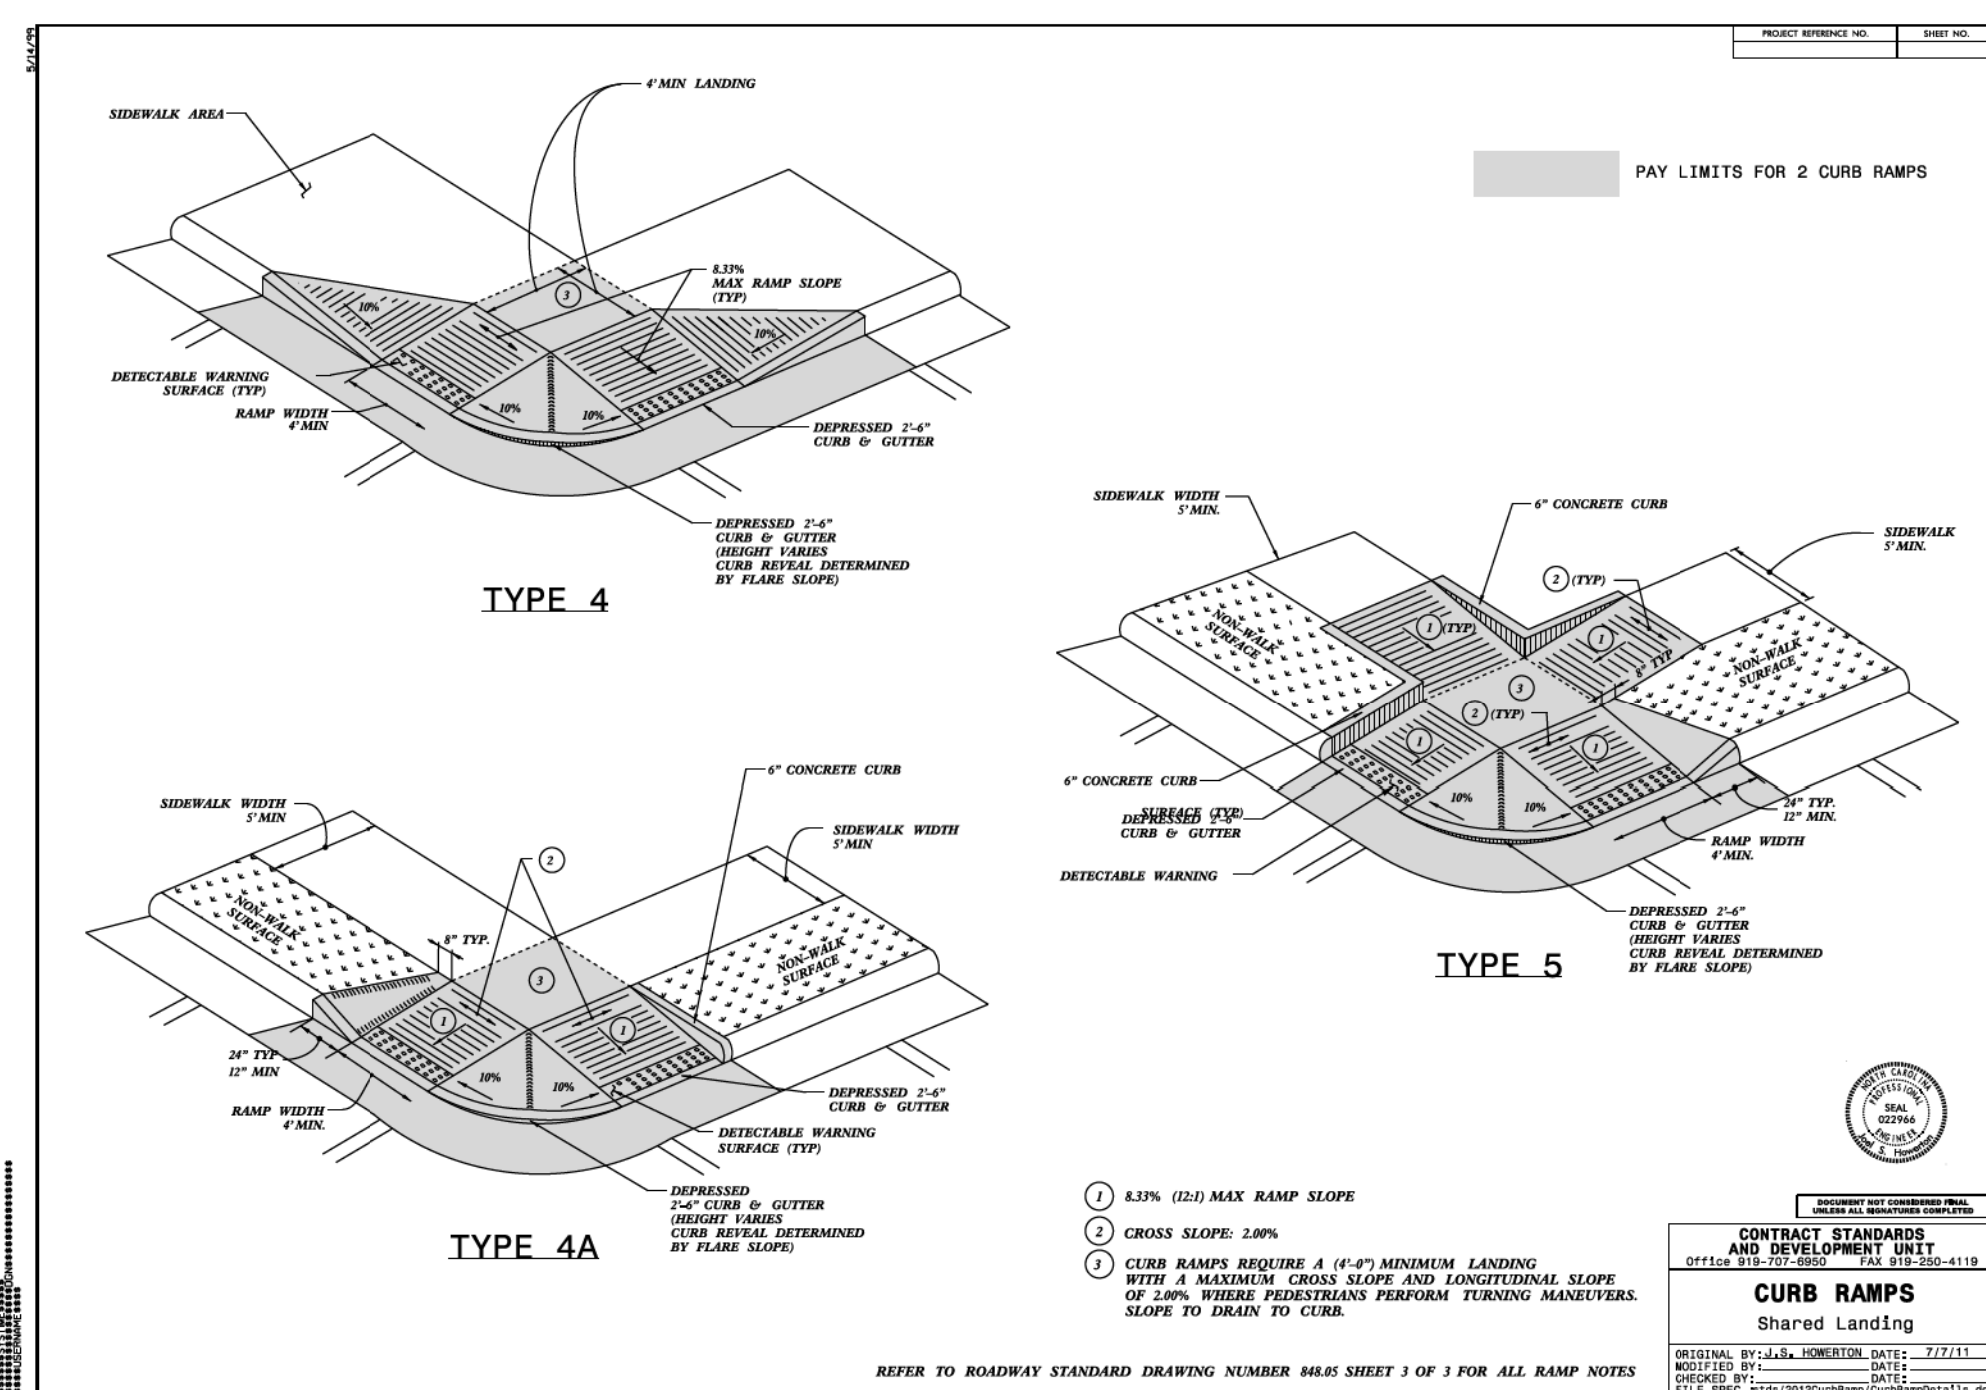 5/14/99
PROJECT REFERENCE NO.
SHEET NO.
PAY LIMITS FOR 2 CURB RAMPS
4' MIN LANDING
SIDEWALK AREA
3
8.33%
MAX RAMP SLOPE
(TYP)
10%
10%
DETECTABLE WARNING
SURFACE (TYP)
RAMP WIDTH
4' MIN
10%
10%
DEPRESSED 2'-6"
CURB & GUTTER
DEPRESSED 2'-6"
CURB & GUTTER
(HEIGHT VARIES
CURB REVEAL DETERMINED
BY FLARE SLOPE)
TYPE 4
SIDEWALK WIDTH
5' MIN.
6" CONCRETE CURB
SIDEWALK
5' MIN.
2 (TYP)
NON-WALK
SURFACE
1 (TYP)
1
8" TYP
NON-WALK
SURFACE
3
2 (TYP)
1
1
6" CONCRETE CURB
SURFACE (TYP)
DEPRESSED 2'-6"
CURB & GUTTER
10%
10%
24" TYP.
12" MIN.
RAMP WIDTH
4' MIN.
DETECTABLE WARNING
DEPRESSED 2'-6"
CURB & GUTTER
(HEIGHT VARIES
CURB REVEAL DETERMINED
BY FLARE SLOPE)
TYPE 5
6" CONCRETE CURB
SIDEWALK WIDTH
5' MIN
SIDEWALK WIDTH
5' MIN
2
NON-WALK
SURFACE
8" TYP.
NON-WALK
SURFACE
3
1
1
24" TYP
12" MIN
10%
10%
RAMP WIDTH
4' MIN.
DEPRESSED 2'-6"
CURB & GUTTER
DETECTABLE WARNING
SURFACE (TYP)
DEPRESSED
2'-6" CURB & GUTTER
(HEIGHT VARIES
CURB REVEAL DETERMINED
BY FLARE SLOPE)
TYPE 4A
1 8.33% (12:1) MAX RAMP SLOPE
2 CROSS SLOPE: 2.00%
3 CURB RAMPS REQUIRE A (4'-0") MINIMUM LANDING
WITH A MAXIMUM CROSS SLOPE AND LONGITUDINAL SLOPE
OF 2.00% WHERE PEDESTRIANS PERFORM TURNING MANEUVERS.
SLOPE TO DRAIN TO CURB.
REFER TO ROADWAY STANDARD DRAWING NUMBER 848.05 SHEET 3 OF 3 FOR ALL RAMP NOTES
NORTH CAROLINA
PROFESSIONAL
SEAL
022966
ENGINEER
Joel S. Howerton
DOCUMENT NOT CONSIDERED FINAL
UNLESS ALL SIGNATURES COMPLETED
CONTRACT STANDARDS
AND DEVELOPMENT UNIT
Office 919-707-6950 FAX 919-250-4119
CURB RAMPS
Shared Landing
ORIGINAL BY: J.S. HOWERTON DATE: 7/7/11
MODIFIED BY: DATE:
CHECKED BY: DATE: